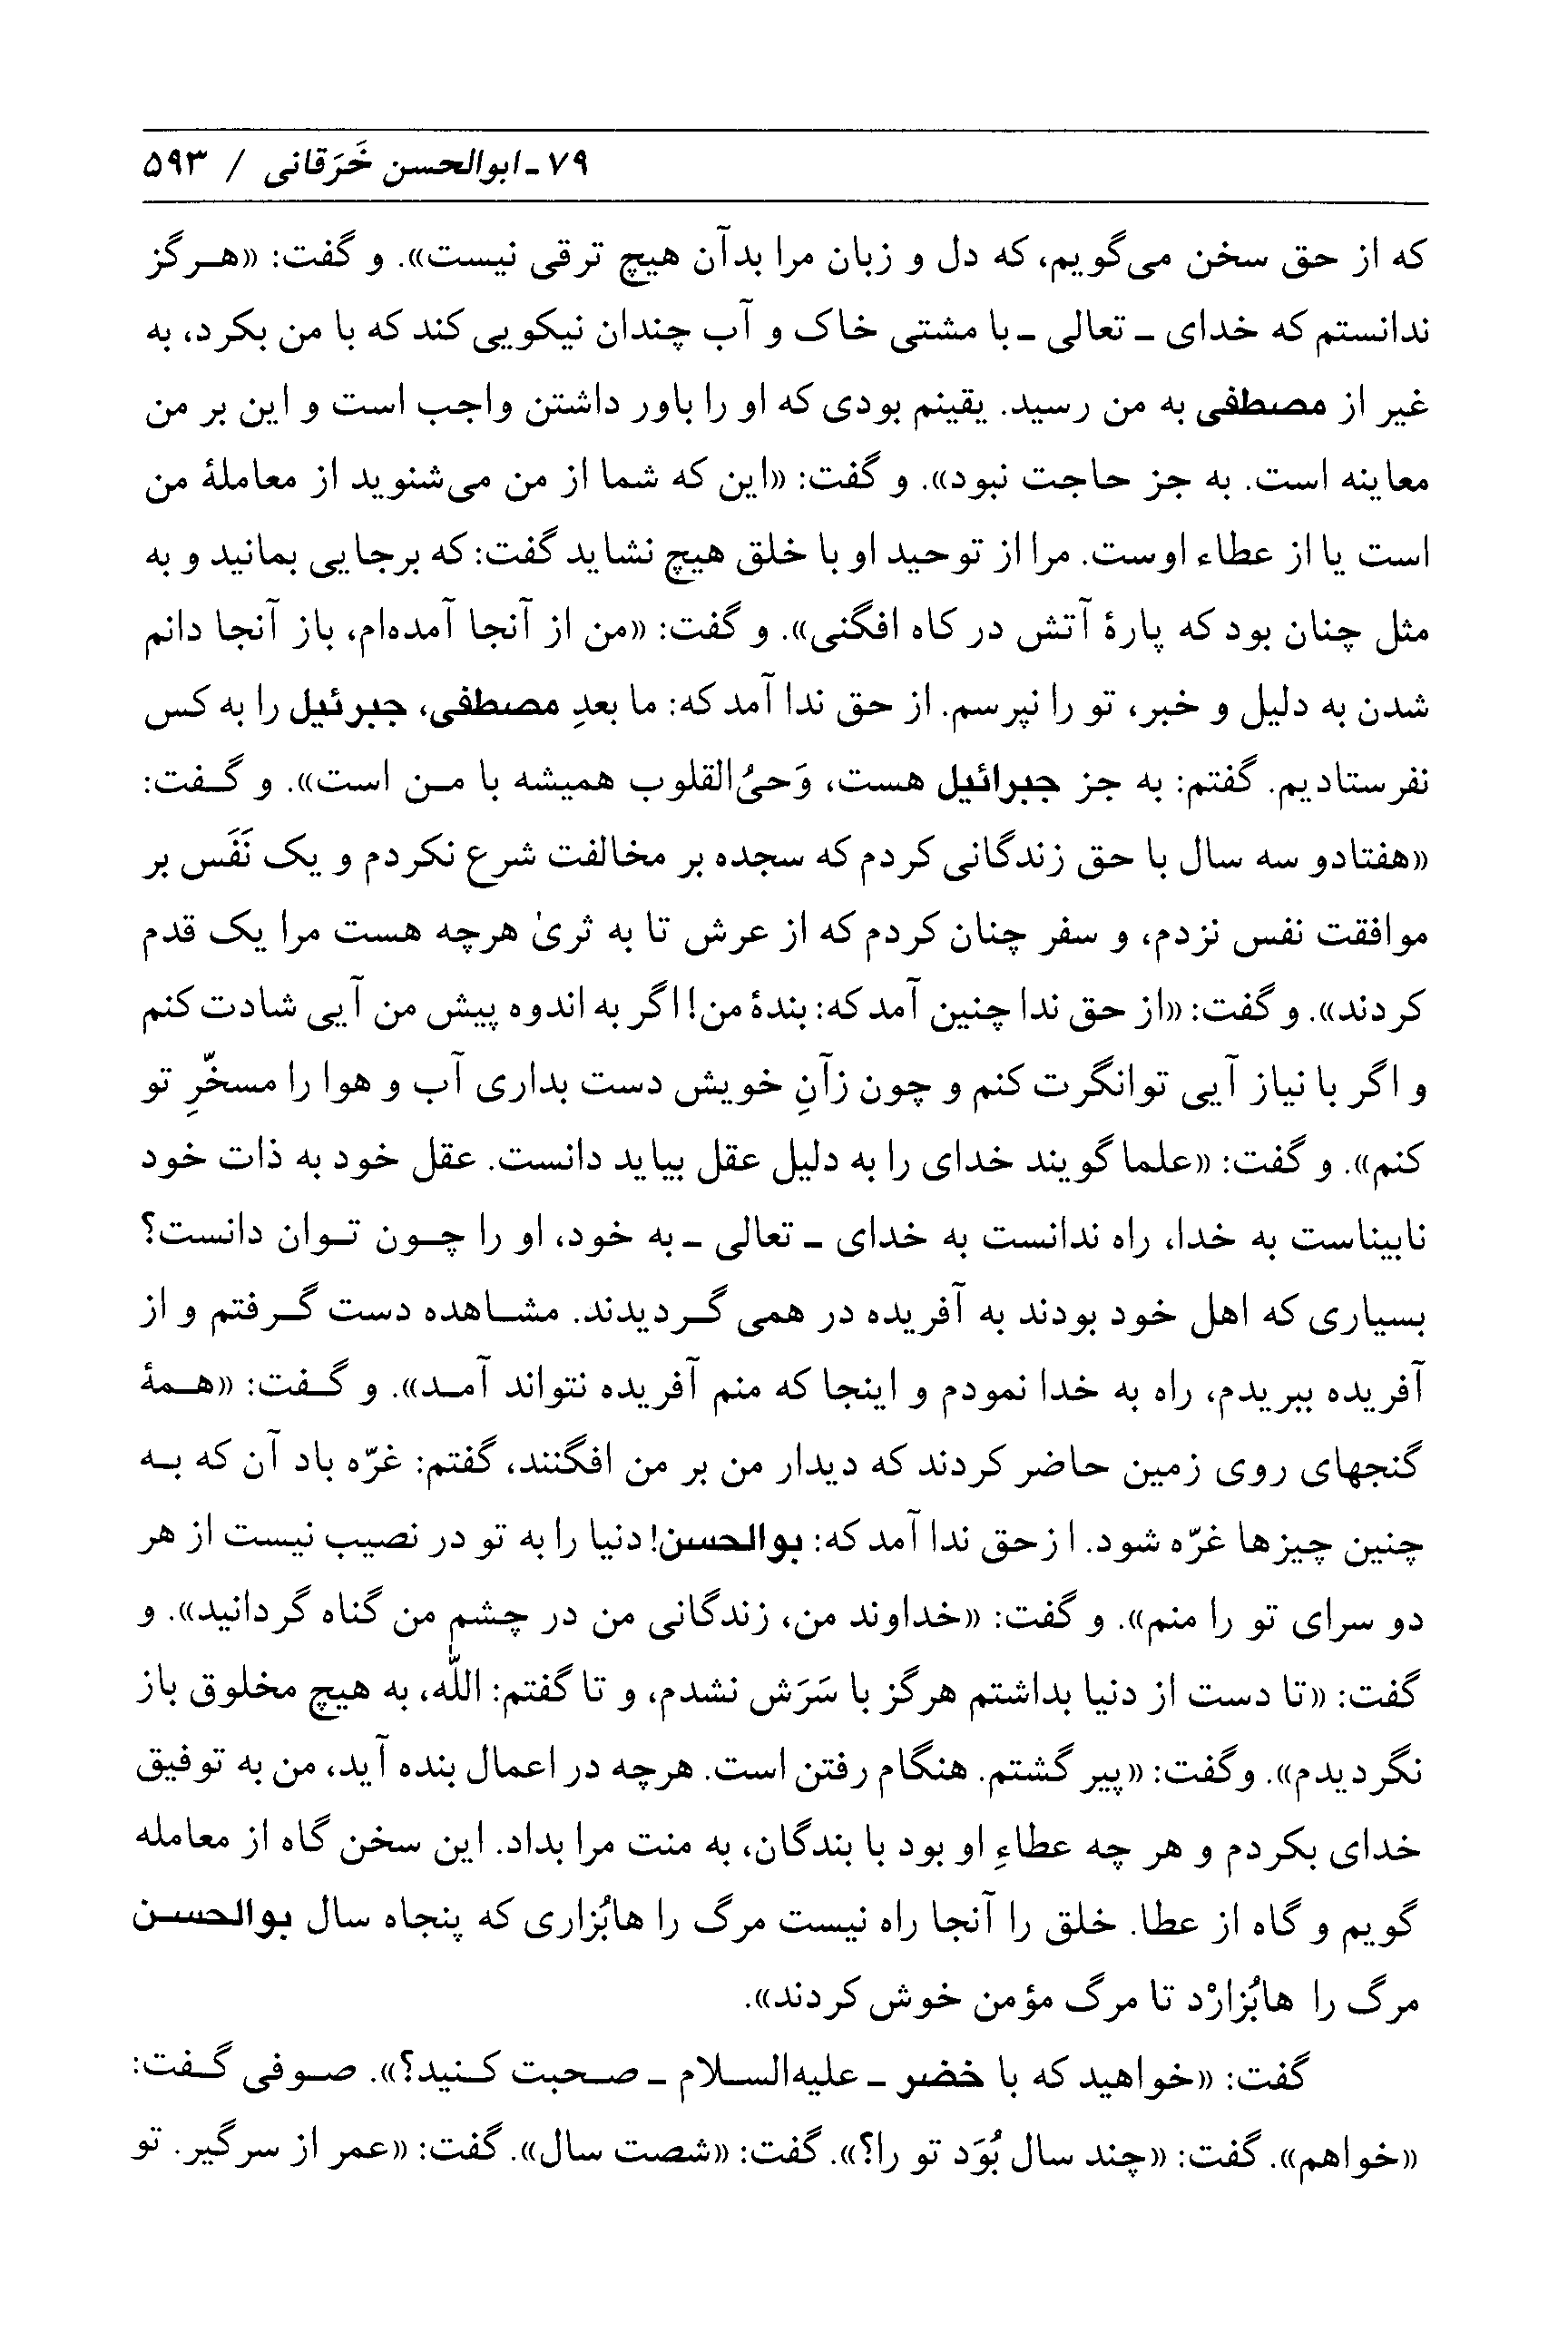 ۷۹ ـ ابوالحسن خَرَقانی / ۵۹۳
که از حق سخن می‌گویم، که دل و زبان مرا بدآن هیچ ترقی نیست». و گفت: «هـرگز
ندانستم که خدای ـ تعالی ـ با مشتی خاک و آب چندان نیکویی کند که با من بکرد، به
غیر از مصطفی به من رسید. یقینم بودی که او را باور داشتن واجب است و این بر من
معاینه است. به جز حاجت نبود». و گفت: «این که شما از من می‌شنوید از معاملهٔ من
است یا از عطاء اوست. مرا از توحید او با خلق هیچ نشاید گفت: که برجایی بمانید و به
مثل چنان بود که پارهٔ آتش در کاه افگنی». و گفت: «من از آنجا آمده‌ام، باز آنجا دانم
شدن به دلیل و خبر، تو را نپرسم. از حق ندا آمد که: ما بعدِ مصطفی، جبرئیل را به کس
نفرستادیم. گفتم: به جز جبرائیل هست، وَحیُ‌القلوب همیشه با مـن است». و گـفت:
«هفتادو سه سال با حق زندگانی کردم که سجده بر مخالفت شرع نکردم و یک نَفَس بر
موافقت نفس نزدم، و سفر چنان کردم که از عرش تا به ثریٰ هرچه هست مرا یک قدم
کردند». و گفت: «از حق ندا چنین آمد که: بندهٔ من! اگر به اندوه پیش من آیی شادت کنم
و اگر با نیاز آیی توانگرت کنم و چون زآنِ خویش دست بداری آب و هوا را مسخّرِ تو
کنم». و گفت: «علما گویند خدای را به دلیل عقل بباید دانست. عقل خود به ذات خود
نابیناست به خدا، راه ندانست به خدای ـ تعالی ـ به خود، او را چـون تـوان دانست؟
بسیاری که اهل خود بودند به آفریده در همی گـردیدند. مشـاهده دست گـرفتم و از
آفریده ببریدم، راه به خدا نمودم و اینجا که منم آفریده نتواند آمـد». و گـفت: «هـمهٔ
گنجهای روی زمین حاضر کردند که دیدار من بر من افگنند، گفتم: غرّه باد آن که بـه
چنین چیزها غرّه شود. ا زحق ندا آمد که: بوالحسن! دنیا را به تو در نصیب نیست از هر
دو سرای تو را منم». و گفت: «خداوند من، زندگانی من در چشم من گناه گردانید». و
گفت: «تا دست از دنیا بداشتم هرگز با سَرَش نشدم، و تا گفتم: اللّه، به هیچ مخلوق باز
نگردیدم». وگفت: «پیر گشتم. هنگام رفتن است. هرچه در اعمال بنده آید، من به توفیق
خدای بکردم و هر چه عطاءِ او بود با بندگان، به منت مرا بداد. این سخن گاه از معامله
گویم و گاه از عطا. خلق را آنجا راه نیست مرگ را هابُزاری که پنجاه سال بوالحسـن
مرگ را هابُزارْد تا مرگ مؤمن خوش کردند».
گفت: «خواهید که با خضر ـ علیه‌السـلام ـ صـحبت کـنید؟». صـوفی گـفت:
«خواهم». گفت: «چند سال بُوَد تو را؟». گفت: «شصت سال». گفت: «عمر از سرگیر. تو